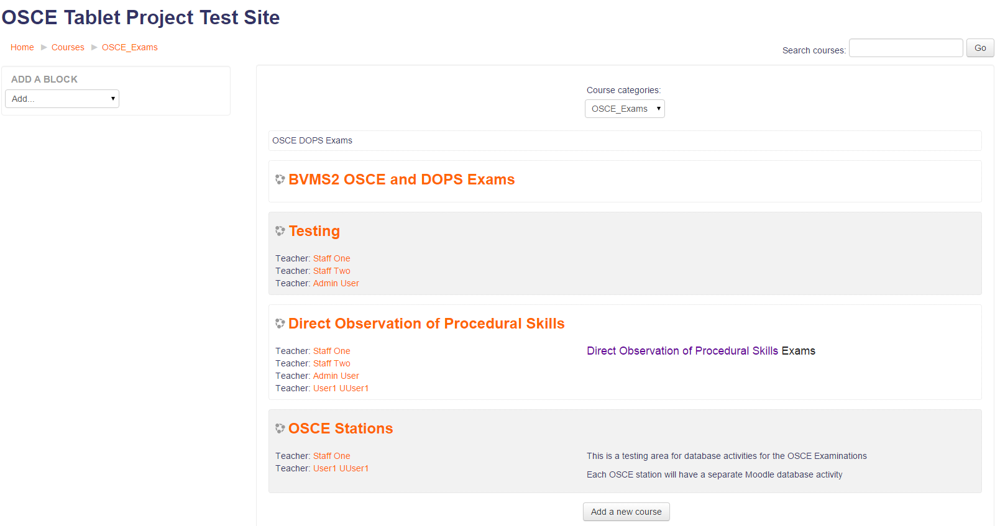 OSCE Tablet Project Test Site
Home Courses OSCE_Exams
Search courses: Go
ADD A BLOCK
Add...
Course categories:
OSCE_Exams
OSCE DOPS Exams
BVMS2 OSCE and DOPS Exams
Testing
Teacher: Staff One
Teacher: Staff Two
Teacher: Admin User
Direct Observation of Procedural Skills
Teacher: Staff One
Teacher: Staff Two
Teacher: Admin User
Teacher: User1 UUser1
Direct Observation of Procedural Skills Exams
OSCE Stations
Teacher: Staff One
Teacher: User1 UUser1
This is a testing area for database activities for the OSCE Examinations
Each OSCE station will have a separate Moodle database activity
Add a new course